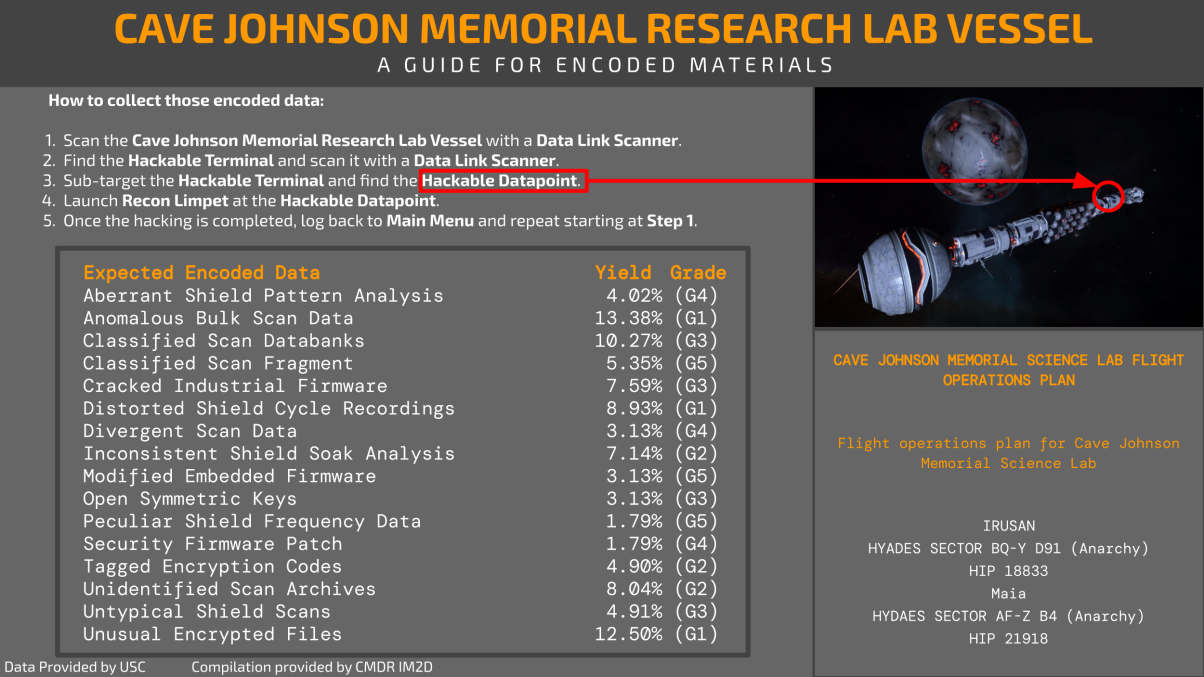 CAVE JOHNSON MEMORIAL RESEARCH LAB VESSEL
A GUIDE FOR ENCODED MATERIALS
How to collect those encoded data:
1. Scan the Cave Johnson Memorial Research Lab Vessel with a Data Link Scanner.
2. Find the Hackable Terminal and scan it with a Data Link Scanner.
3. Sub-target the Hackable Terminal and find the Hackable Datapoint.
4. Launch Recon Limpet at the Hackable Datapoint.
5. Once the hacking is completed, log back to Main Menu and repeat starting at Step 1.
Expected Encoded Data Yield Grade
Aberrant Shield Pattern Analysis 4.02% (G4)
Anomalous Bulk Scan Data 13.38% (G1)
Classified Scan Databanks 10.27% (G3)
Classified Scan Fragment 5.35% (G5)
Cracked Industrial Firmware 7.59% (G3)
Distorted Shield Cycle Recordings 8.93% (G1)
Divergent Scan Data 3.13% (G4)
Inconsistent Shield Soak Analysis 7.14% (G2)
Modified Embedded Firmware 3.13% (G5)
Open Symmetric Keys 3.13% (G3)
Peculiar Shield Frequency Data 1.79% (G5)
Security Firmware Patch 1.79% (G4)
Tagged Encryption Codes 4.90% (G2)
Unidentified Scan Archives 8.04% (G2)
Untypical Shield Scans 4.91% (G3)
Unusual Encrypted Files 12.50% (G1)
Data Provided by USC Compilation provided by CMDR IM2D
CAVE JOHNSON MEMORIAL SCIENCE LAB FLIGHT
OPERATIONS PLAN
Flight operations plan for Cave Johnson
Memorial Science Lab
IRUSAN
HYADES SECTOR BQ-Y D91 (Anarchy)
HIP 18833
Maia
HYDAES SECTOR AF-Z B4 (Anarchy)
HIP 21918